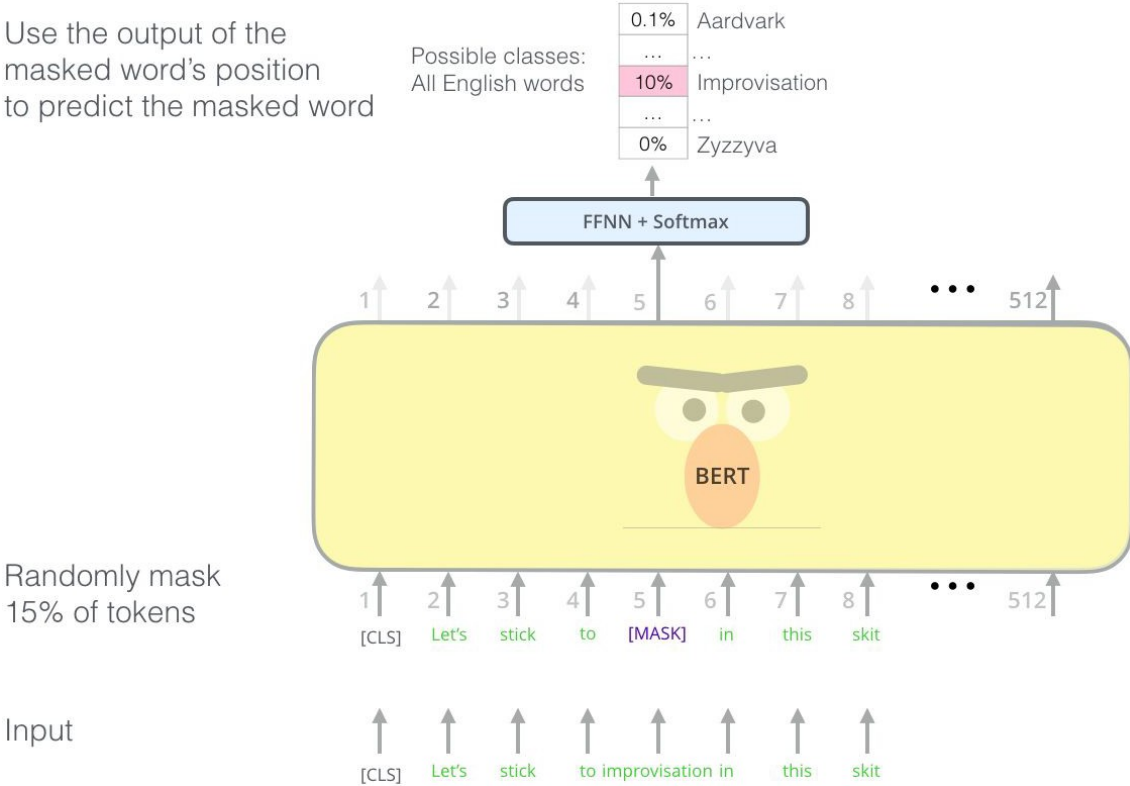 Use the output of the
masked word's position
to predict the masked word
Possible classes:
All English words
0.1% Aardvark
... ...
10% Improvisation
... ...
0% Zyzzyva
FFNN + Softmax
1 2 3 4 5 6 7 8 ••• 512
BERT
Randomly mask
15% of tokens
1 2 3 4 5 6 7 8 ••• 512
[CLS] Let's stick to [MASK] in this skit
Input
[CLS] Let's stick to improvisation in this skit